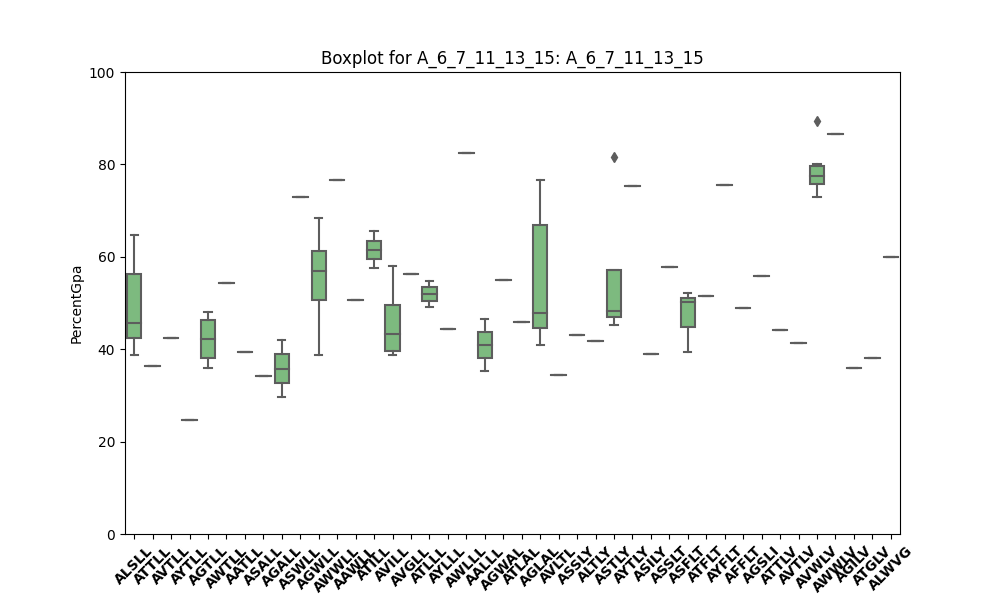 Boxplot for A_6_7_11_13_15: A_6_7_11_13_15
PercentGpa
100
80
60
40
20
0
ALSLL
ATTLL
AVTLL
AYTLL
AGTLL
AWTLL
AATLL
ASALL
AGALL
ASWLL
AGWLL
AWWLL
AAWLL
ATILL
AVILL
AVGLL
ATLLL
AYLLL
AWLLL
AALLL
AGWAL
ATLAL
AGLAL
AVLTL
ASSLY
ALTLY
ASTLY
AYTLY
ASILY
ASSLT
ASFLT
ATFLT
AYFLT
AFFLT
AGSLI
ATTLV
AVTLV
AVWLV
AWWLV
AGILV
ATGLV
ALWVG